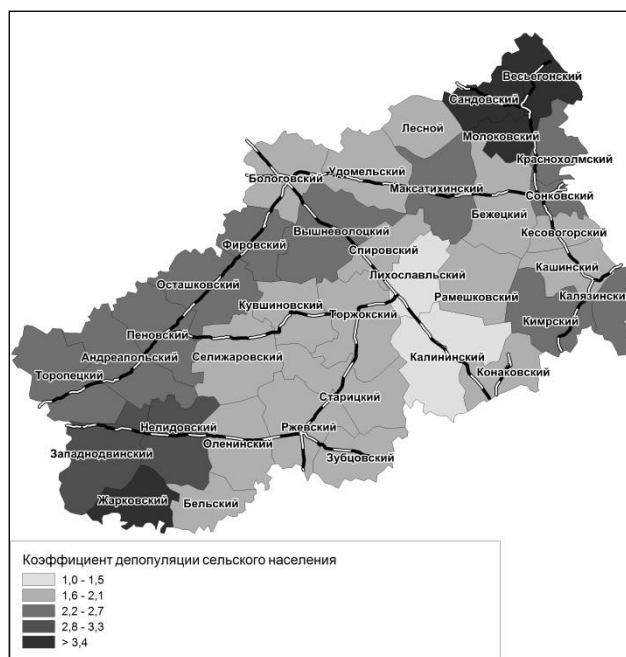 Весьегонский
Сандовский
Лесной
Молоковский
Краснохолмский
Удомельский
Бологовский
Максатихинский
Сонковский
Бежецкий
Вышневолоцкий
Кесовогорский
Фировский
Спировский
Кашинский
Лихославльский
Осташковский
Рамешковский
Калязинский
Кувшиновский
Торжокский
Кимрский
Пеновский
Андреапольский
Селижаровский
Калининский
Торопецкий
Конаковский
Старицкий
Нелидовский
Ржевский
Оленинский
Западнодвинский
Зубцовский
Жарковский
Бельский
Коэффициент депопуляции сельского населения
1,0 - 1,5
1,6 - 2,1
2,2 - 2,7
2,8 - 3,3
> 3,4